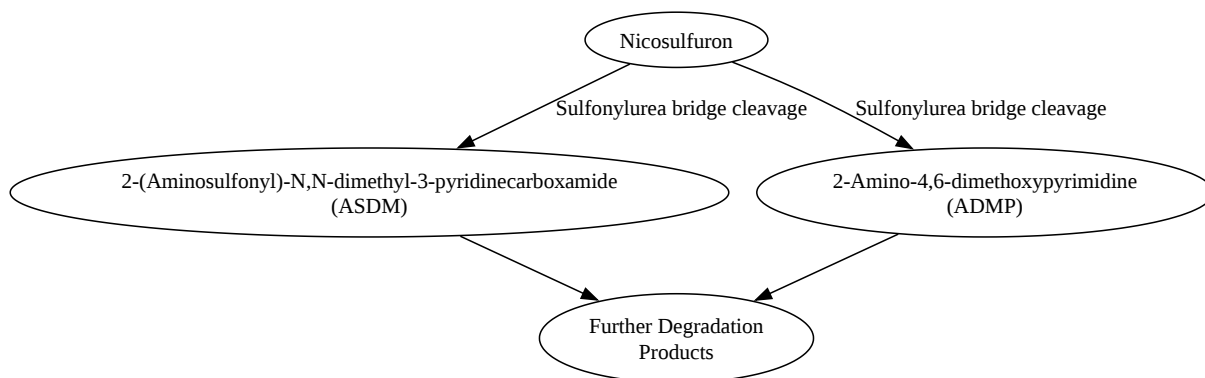 Nicosulfuron
Sulfonylurea bridge cleavage
Sulfonylurea bridge cleavage
2-(Aminosulfonyl)-N,N-dimethyl-3-pyridinecarboxamide
(ASDM)
2-Amino-4,6-dimethoxypyrimidine
(ADMP)
Further Degradation
Products